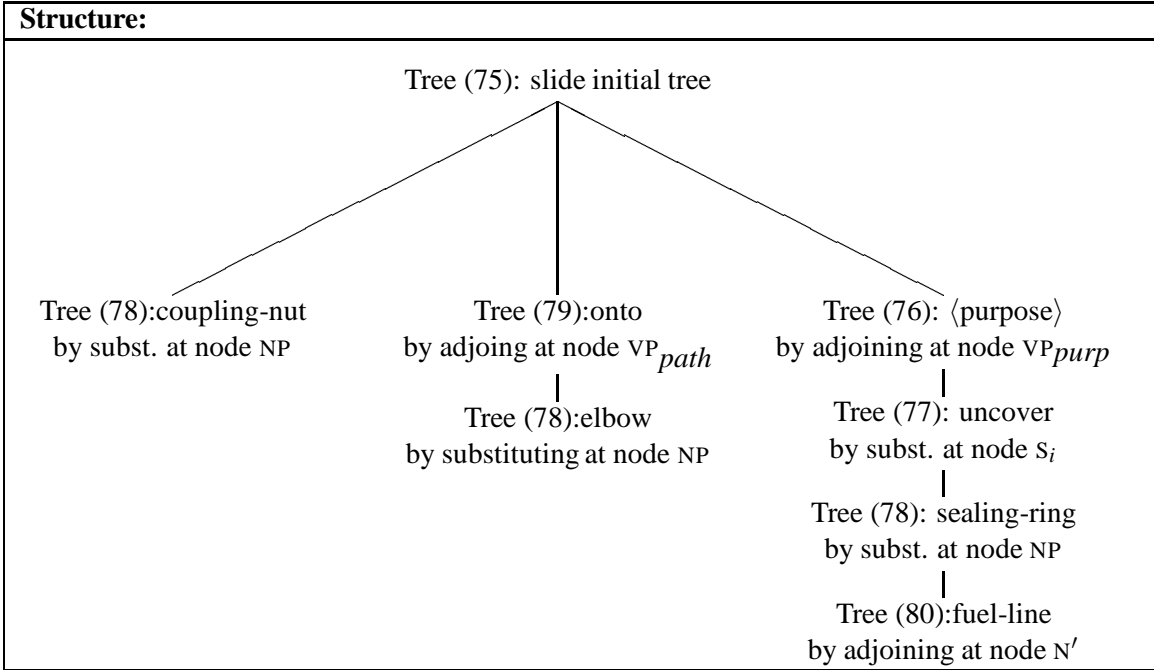 Structure:
Tree (75): slide initial tree
Tree (78):coupling-nut
by subst. at node NP
Tree (79):onto
by adjoing at node VPpath
Tree (78):elbow
by substituting at node NP
Tree (76): ⟨purpose⟩
by adjoining at node VPpurp
Tree (77): uncover
by subst. at node Si
Tree (78): sealing-ring
by subst. at node NP
Tree (80):fuel-line
by adjoining at node N′